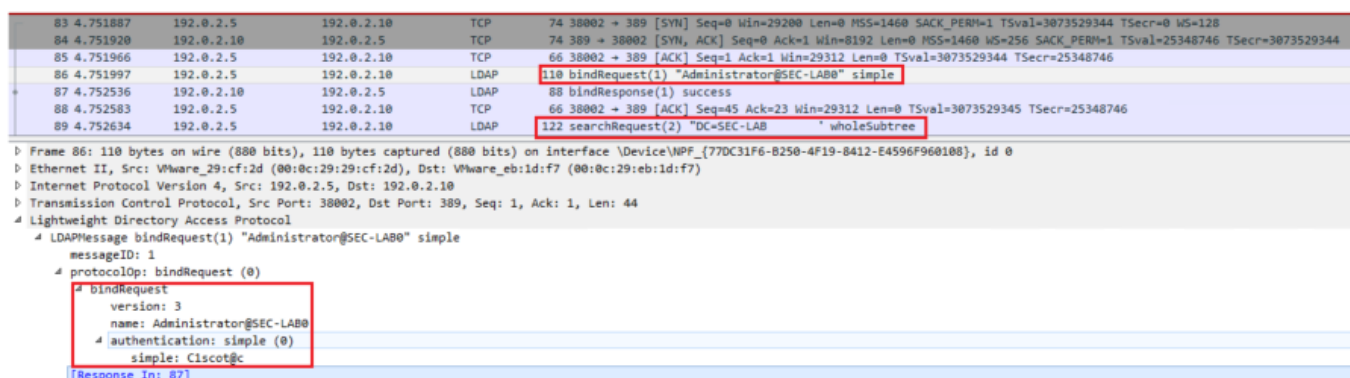 83 4.751887 192.0.2.5 192.0.2.10 TCP 74 38002 → 389 [SYN] Seq=0 Win=29200 Len=0 MSS=1460 SACK_PERM=1 TSval=3073529344 TSecr=0 WS=128
84 4.751920 192.0.2.10 192.0.2.5 TCP 74 389 → 38002 [SYN, ACK] Seq=0 Ack=1 Win=8192 Len=0 MSS=1460 WS=256 SACK_PERM=1 TSval=25348746 TSecr=3073529344
85 4.751966 192.0.2.5 192.0.2.10 TCP 66 38002 → 389 [ACK] Seq=1 Ack=1 Win=29312 Len=0 TSval=3073529344 TSecr=25348746
86 4.751997 192.0.2.5 192.0.2.10 LDAP 110 bindRequest(1) "Administrator@SEC-LAB0" simple
87 4.752536 192.0.2.10 192.0.2.5 LDAP 88 bindResponse(1) success
88 4.752583 192.0.2.5 192.0.2.10 TCP 66 38002 → 389 [ACK] Seq=45 Ack=23 Win=29312 Len=0 TSval=3073529345 TSecr=25348746
89 4.752634 192.0.2.5 192.0.2.10 LDAP 122 searchRequest(2) "DC=SEC-LAB ' wholeSubtree
Frame 86: 110 bytes on wire (880 bits), 110 bytes captured (880 bits) on interface \Device\NPF_{77DC31F6-B250-4F19-8412-E4596F960108}, id 0
Ethernet II, Src: VMware_29:cf:2d (00:0c:29:29:cf:2d), Dst: VMware_eb:1d:f7 (00:0c:29:eb:1d:f7)
Internet Protocol Version 4, Src: 192.0.2.5, Dst: 192.0.2.10
Transmission Control Protocol, Src Port: 38002, Dst Port: 389, Seq: 1, Ack: 1, Len: 44
Lightweight Directory Access Protocol
LDAPMessage bindRequest(1) "Administrator@SEC-LAB0" simple
messageID: 1
protocolOp: bindRequest (0)
bindRequest
version: 3
name: Administrator@SEC-LAB0
authentication: simple (0)
simple: C1scot@c
[Response In: 87]